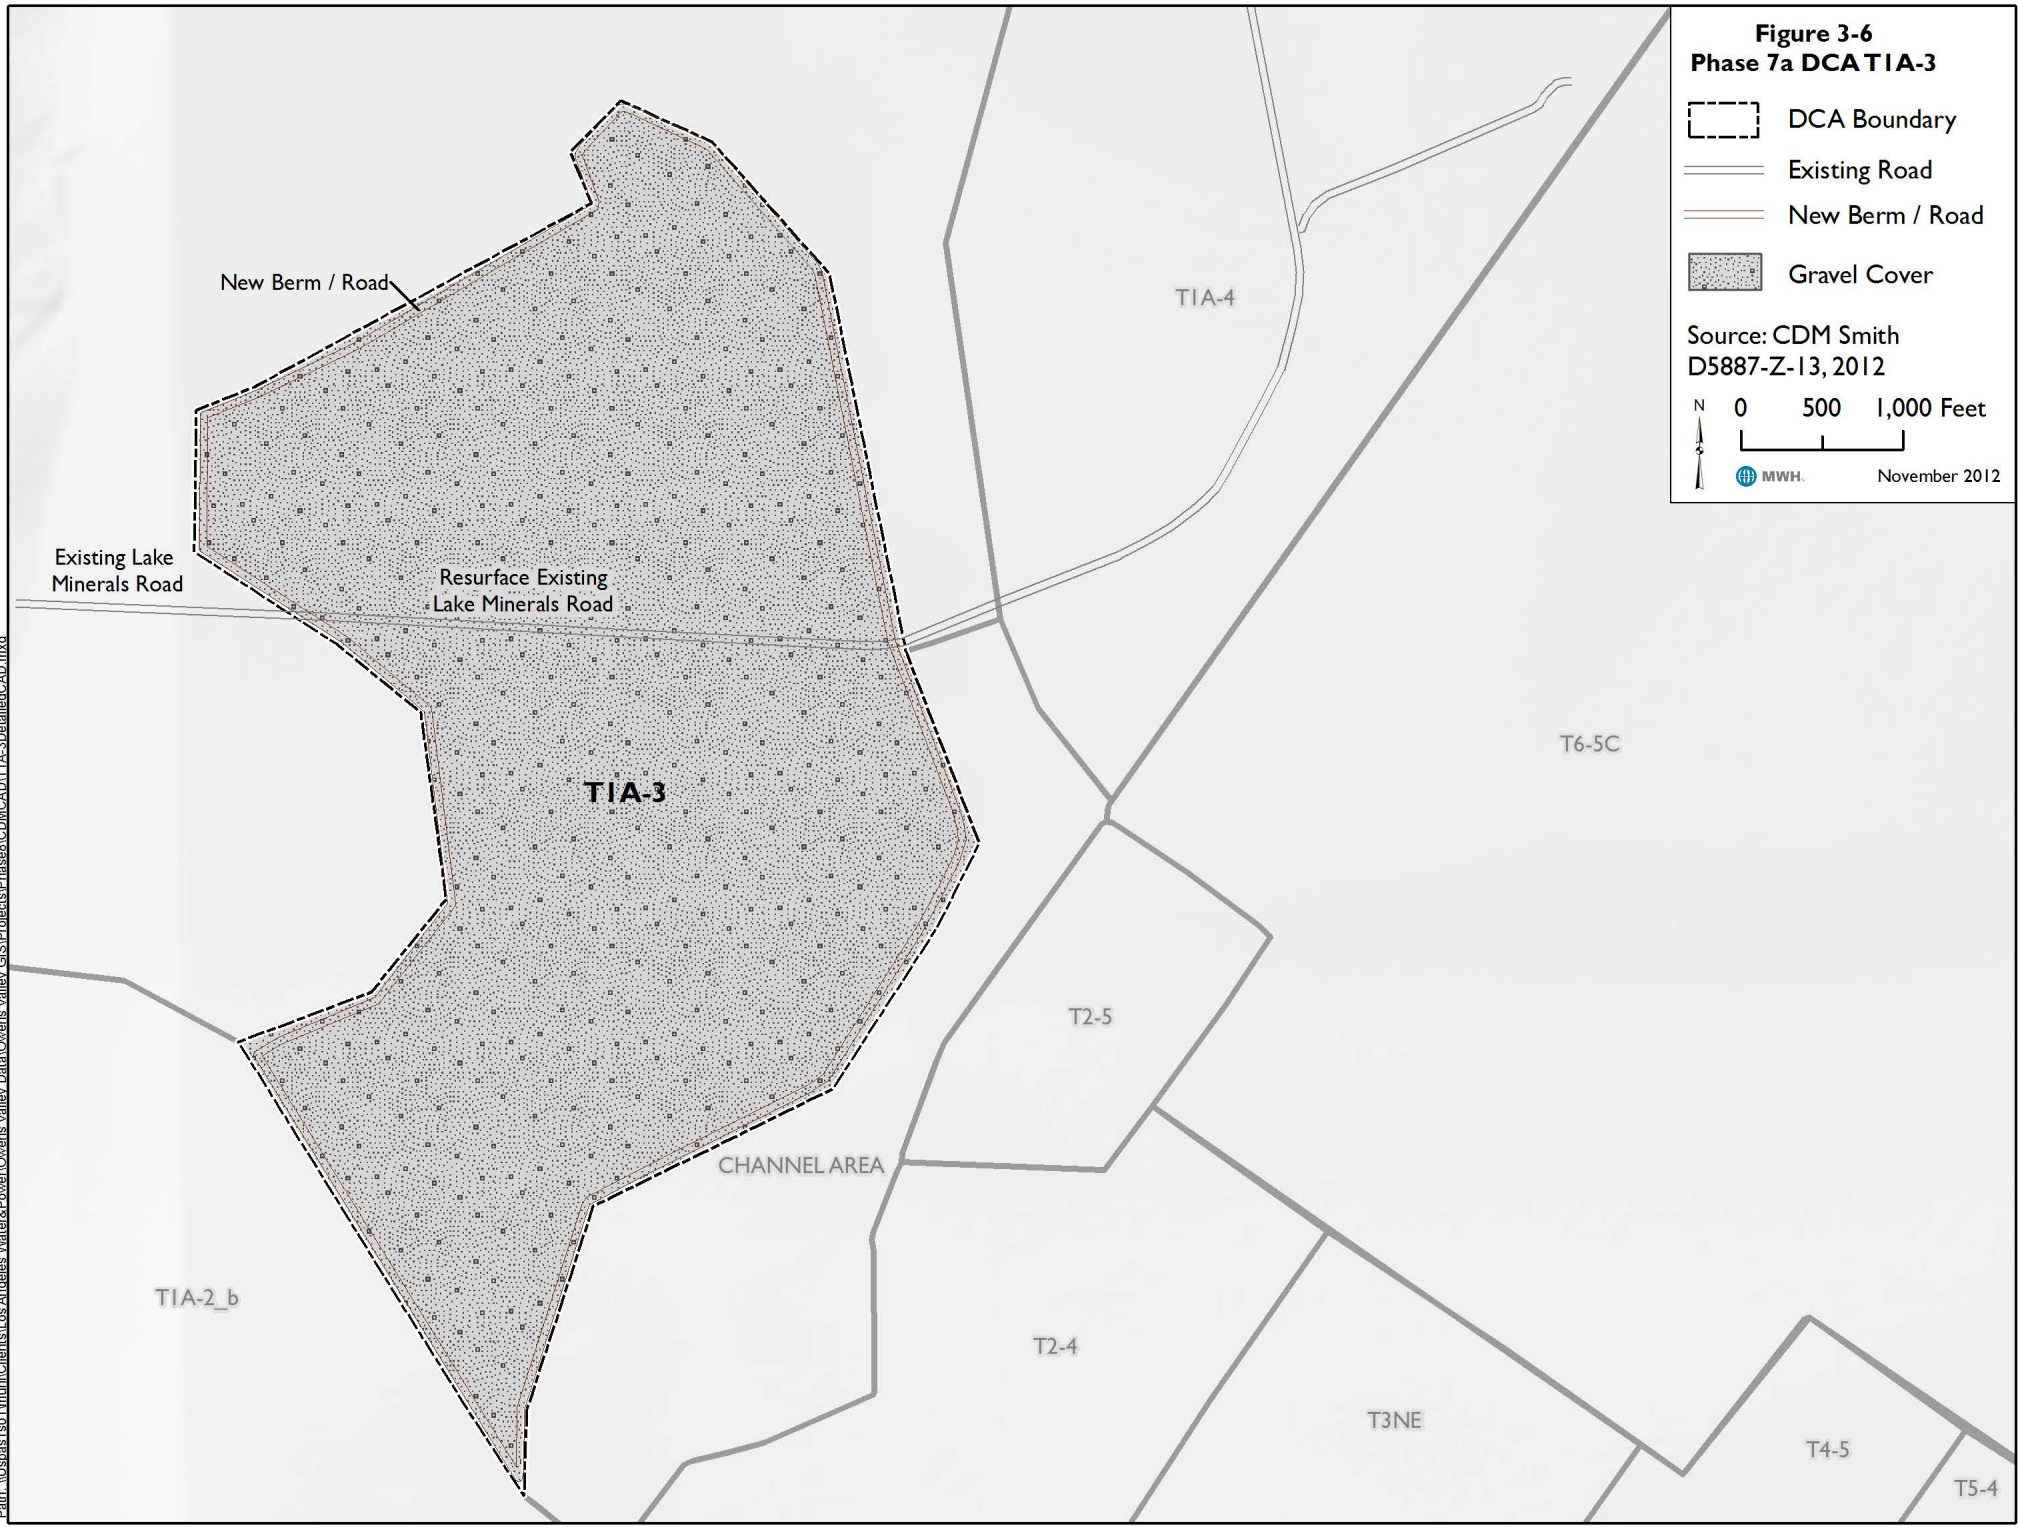 Figure 3-6
Phase 7a DCA T1A-3
DCA Boundary
Existing Road
New Berm / Road
Gravel Cover
Source: CDM Smith
D5887-Z-13, 2012
N 0 500 1,000 Feet
MWH
November 2012
New Berm / Road
T1A-4
Existing Lake
Minerals Road
Resurface Existing
Lake Minerals Road
T6-5C
T1A-3
T2-5
CHANNEL AREA
T1A-2_b
T2-4
T3NE
T4-5
T5-4